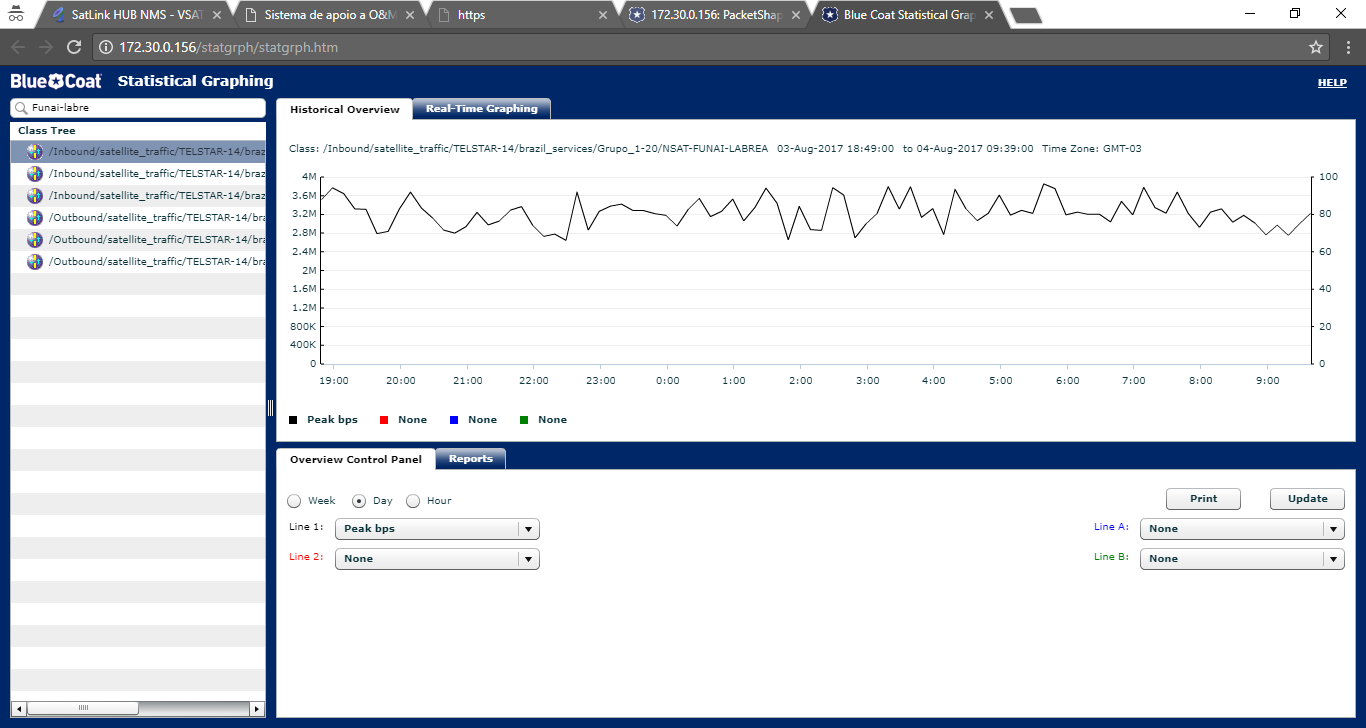 SatLink HUB NMS - VSAT
Sistema de apoio a O&M
https
172.30.0.156: PacketShap
Blue Coat Statistical Grap
172.30.0.156/statgrph/statgrph.htm
Blue Coat Statistical Graphing
HELP
Funai-labre
Class Tree
/Inbound/satellite_traffic/TELSTAR-14/braz
/Inbound/satellite_traffic/TELSTAR-14/braz
/Inbound/satellite_traffic/TELSTAR-14/braz
/Outbound/satellite_traffic/TELSTAR-14/bra
/Outbound/satellite_traffic/TELSTAR-14/bra
/Outbound/satellite_traffic/TELSTAR-14/bra
Historical Overview Real-Time Graphing
Class: /Inbound/satellite_traffic/TELSTAR-14/brazil_services/Grupo_1-20/NSAT-FUNAI-LABREA 03-Aug-2017 18:49:00 to 04-Aug-2017 09:39:00 Time Zone: GMT-03
4M 100
3.6M
3.2M 80
2.8M
2.4M 60
2M
1.6M 40
1.2M
800K 20
400K
0 0
19:00 20:00 21:00 22:00 23:00 0:00 1:00 2:00 3:00 4:00 5:00 6:00 7:00 8:00 9:00
Peak bps None None None
Overview Control Panel Reports
Week Day Hour Print Update
Line 1: Peak bps Line A: None
Line 2: None Line B: None